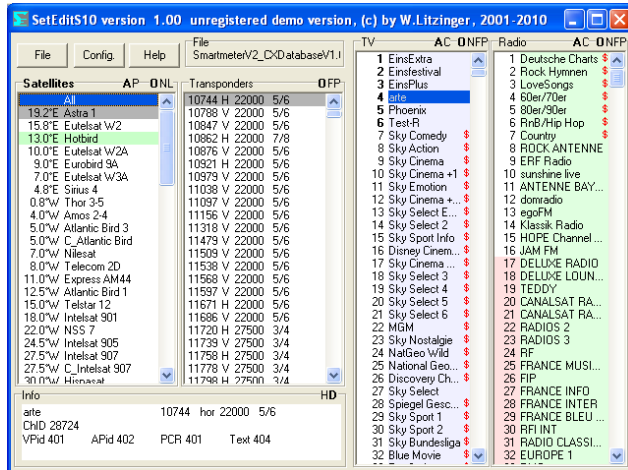 SetEditS10 version 1.00 unregistered demo version, (c) by W.Litzinger, 2001-2010
File Config. Help
File
SmartmeterV2_CXDatabaseV1.
Satellites AP ONL
All
19.2°E Astra 1
15.8°E Eutelsat W2
13.0°E Hotbird
10.0°E Eutelsat W2A
9.0°E Eurobird 9A
7.0°E Eutelsat W3A
4.8°E Sirius 4
0.8°W Thor 3-5
4.0°W Amos 2-4
5.0°W Atlantic Bird 3
5.0°W C_Atlantic Bird
7.0°W Nilesat
8.0°W Telecom 2D
11.0°W Express AM44
12.5°W Atlantic Bird 1
15.0°W Telstar 12
18.0°W Intelsat 901
22.0°W NSS 7
24.5°W Intelsat 905
27.5°W Intelsat 907
27.5°W C_Intelsat 907
30.0°W Hispasat
Transponders OFP
10744 H 22000 5/6
10788 V 22000 5/6
10847 V 22000 5/6
10862 H 22000 7/8
10876 V 22000 5/6
10921 H 22000 5/6
10979 V 22000 5/6
11038 V 22000 5/6
11097 V 22000 5/6
11156 V 22000 5/6
11318 V 22000 5/6
11479 V 22000 5/6
11509 V 22000 5/6
11538 V 22000 5/6
11568 V 22000 5/6
11597 V 22000 5/6
11671 H 22000 5/6
11686 V 22000 5/6
11720 H 27500 3/4
11739 V 27500 3/4
11758 H 27500 3/4
11778 V 27500 3/4
11798 H 27500 3/4
TV AC ONFP
1 EinsExtra
2 Einsfestival
3 EinsPlus
4 arte
5 Phoenix
6 Test-R
7 Sky Comedy $
8 Sky Action $
9 Sky Cinema $
10 Sky Cinema +1 $
11 Sky Emotion $
12 Sky Cinema +... $
13 Sky Select E... $
14 Sky Select 2 $
15 Sky Sport Info $
16 Disney Cinem... $
17 Sky Cinema ... $
18 Sky Select 3 $
19 Sky Select 4 $
20 Sky Select 5 $
21 Sky Select 6 $
22 MGM $
23 Sky Nostalgie $
24 NatGeo Wild $
25 National Geo... $
26 Discovery Ch... $
27 Sky Select $
28 Spiegel Gesc... $
29 Sky Sport 1 $
30 Sky Sport 2 $
31 Sky Bundesliga $
32 Blue Movie $
Radio AC ONFP
1 Deutsche Charts $
2 Rock Hymnen $
3 LoveSongs $
4 60er/70er $
5 80er/90er $
6 RnB/Hip Hop $
7 Country $
8 ROCK ANTENNE
9 ERF Radio
10 sunshine live
11 ANTENNE BAY...
12 domradio
13 egoFM
14 Klassik Radio
15 HOPE Channel ...
16 JAM FM
17 DELUXE RADIO
18 DELUXE LOUN...
19 TEDDY
20 CANALSAT RA...
21 CANALSAT RA...
22 RADIOS 2
23 RADIOS 3
24 RF
25 FRANCE MUSI...
26 FIP
27 FRANCE INFO
28 FRANCE INTER
29 FRANCE BLEU ...
30 RFI INT
31 RADIO CLASSI...
32 EUROPE 1
Info HD
arte 10744 hor 22000 5/6
ChID 28724
VPid 401 APid 402 PCR 401 Text 404